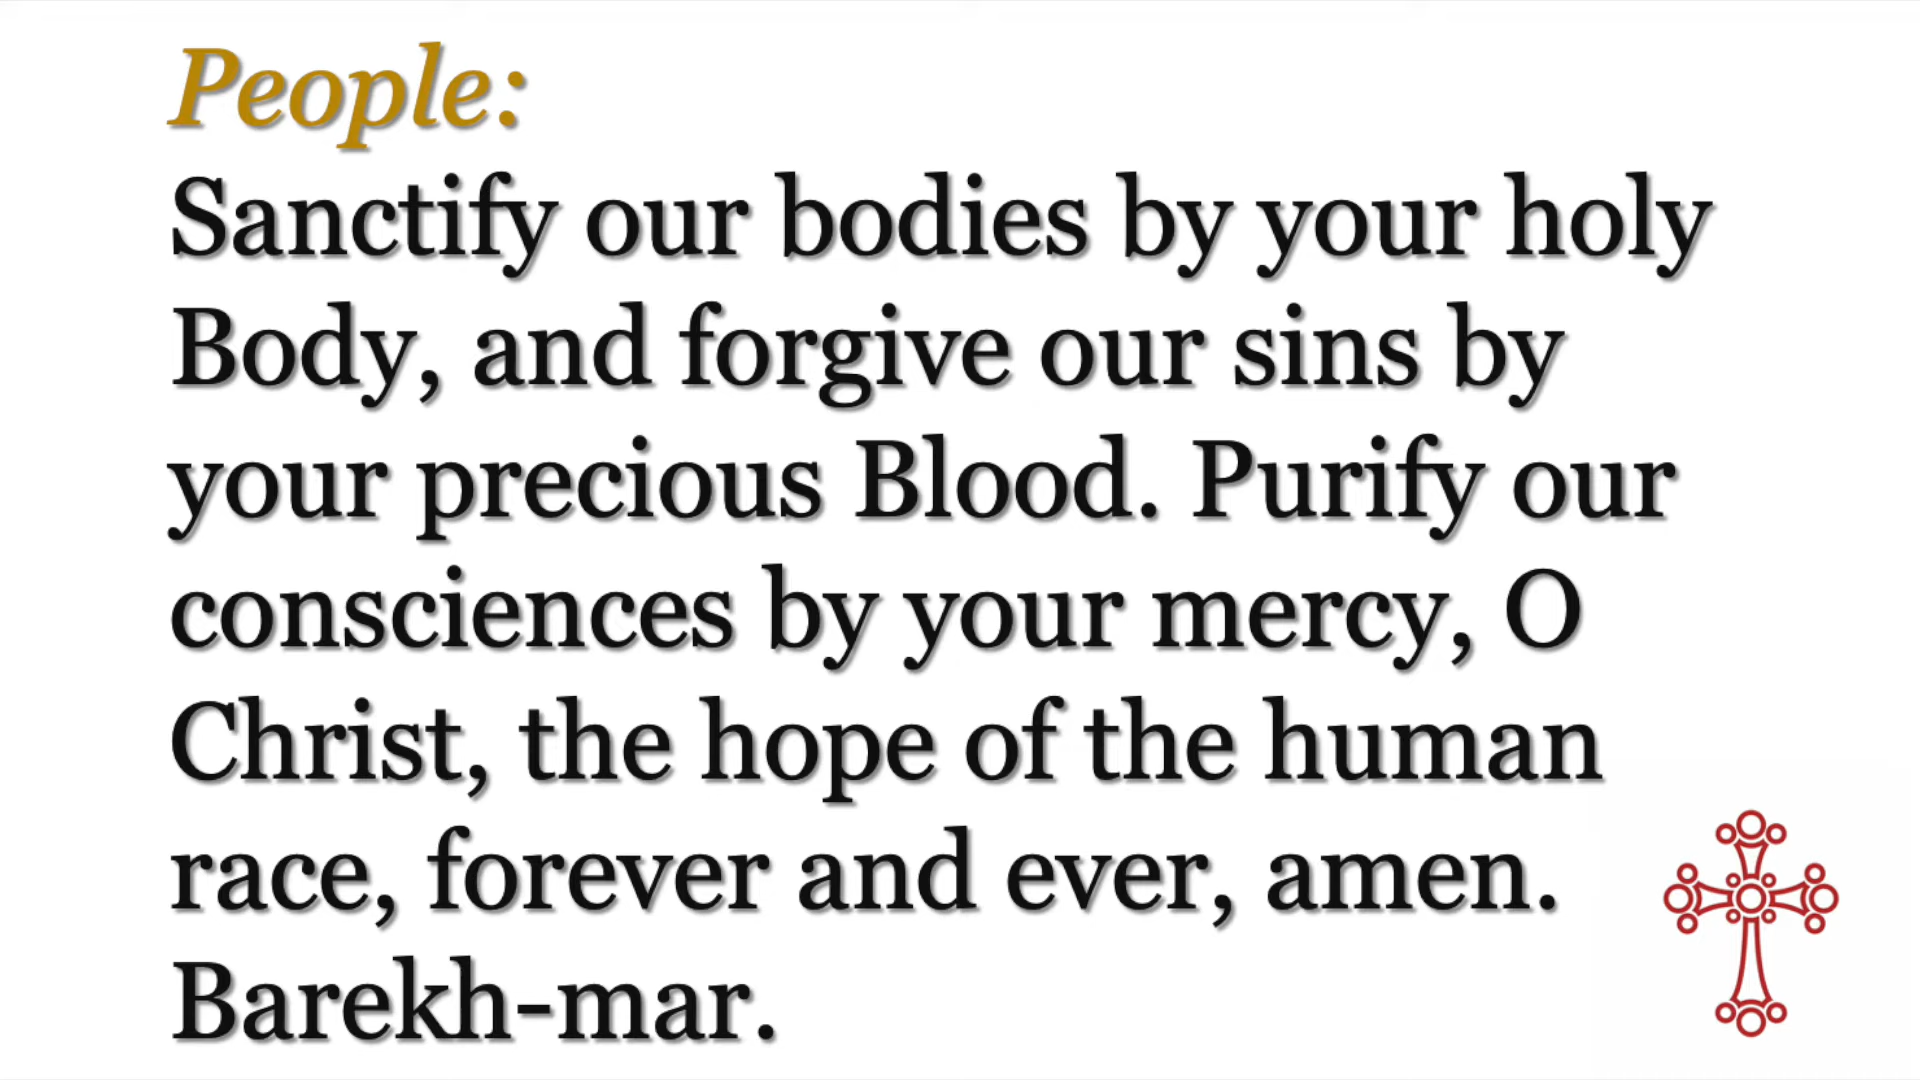 People:
Sanctify our bodies by your holy
Body, and forgive our sins by
your precious Blood. Purify our
consciences by your mercy, O
Christ, the hope of the human
race, forever and ever, amen.
Barekh-mar.